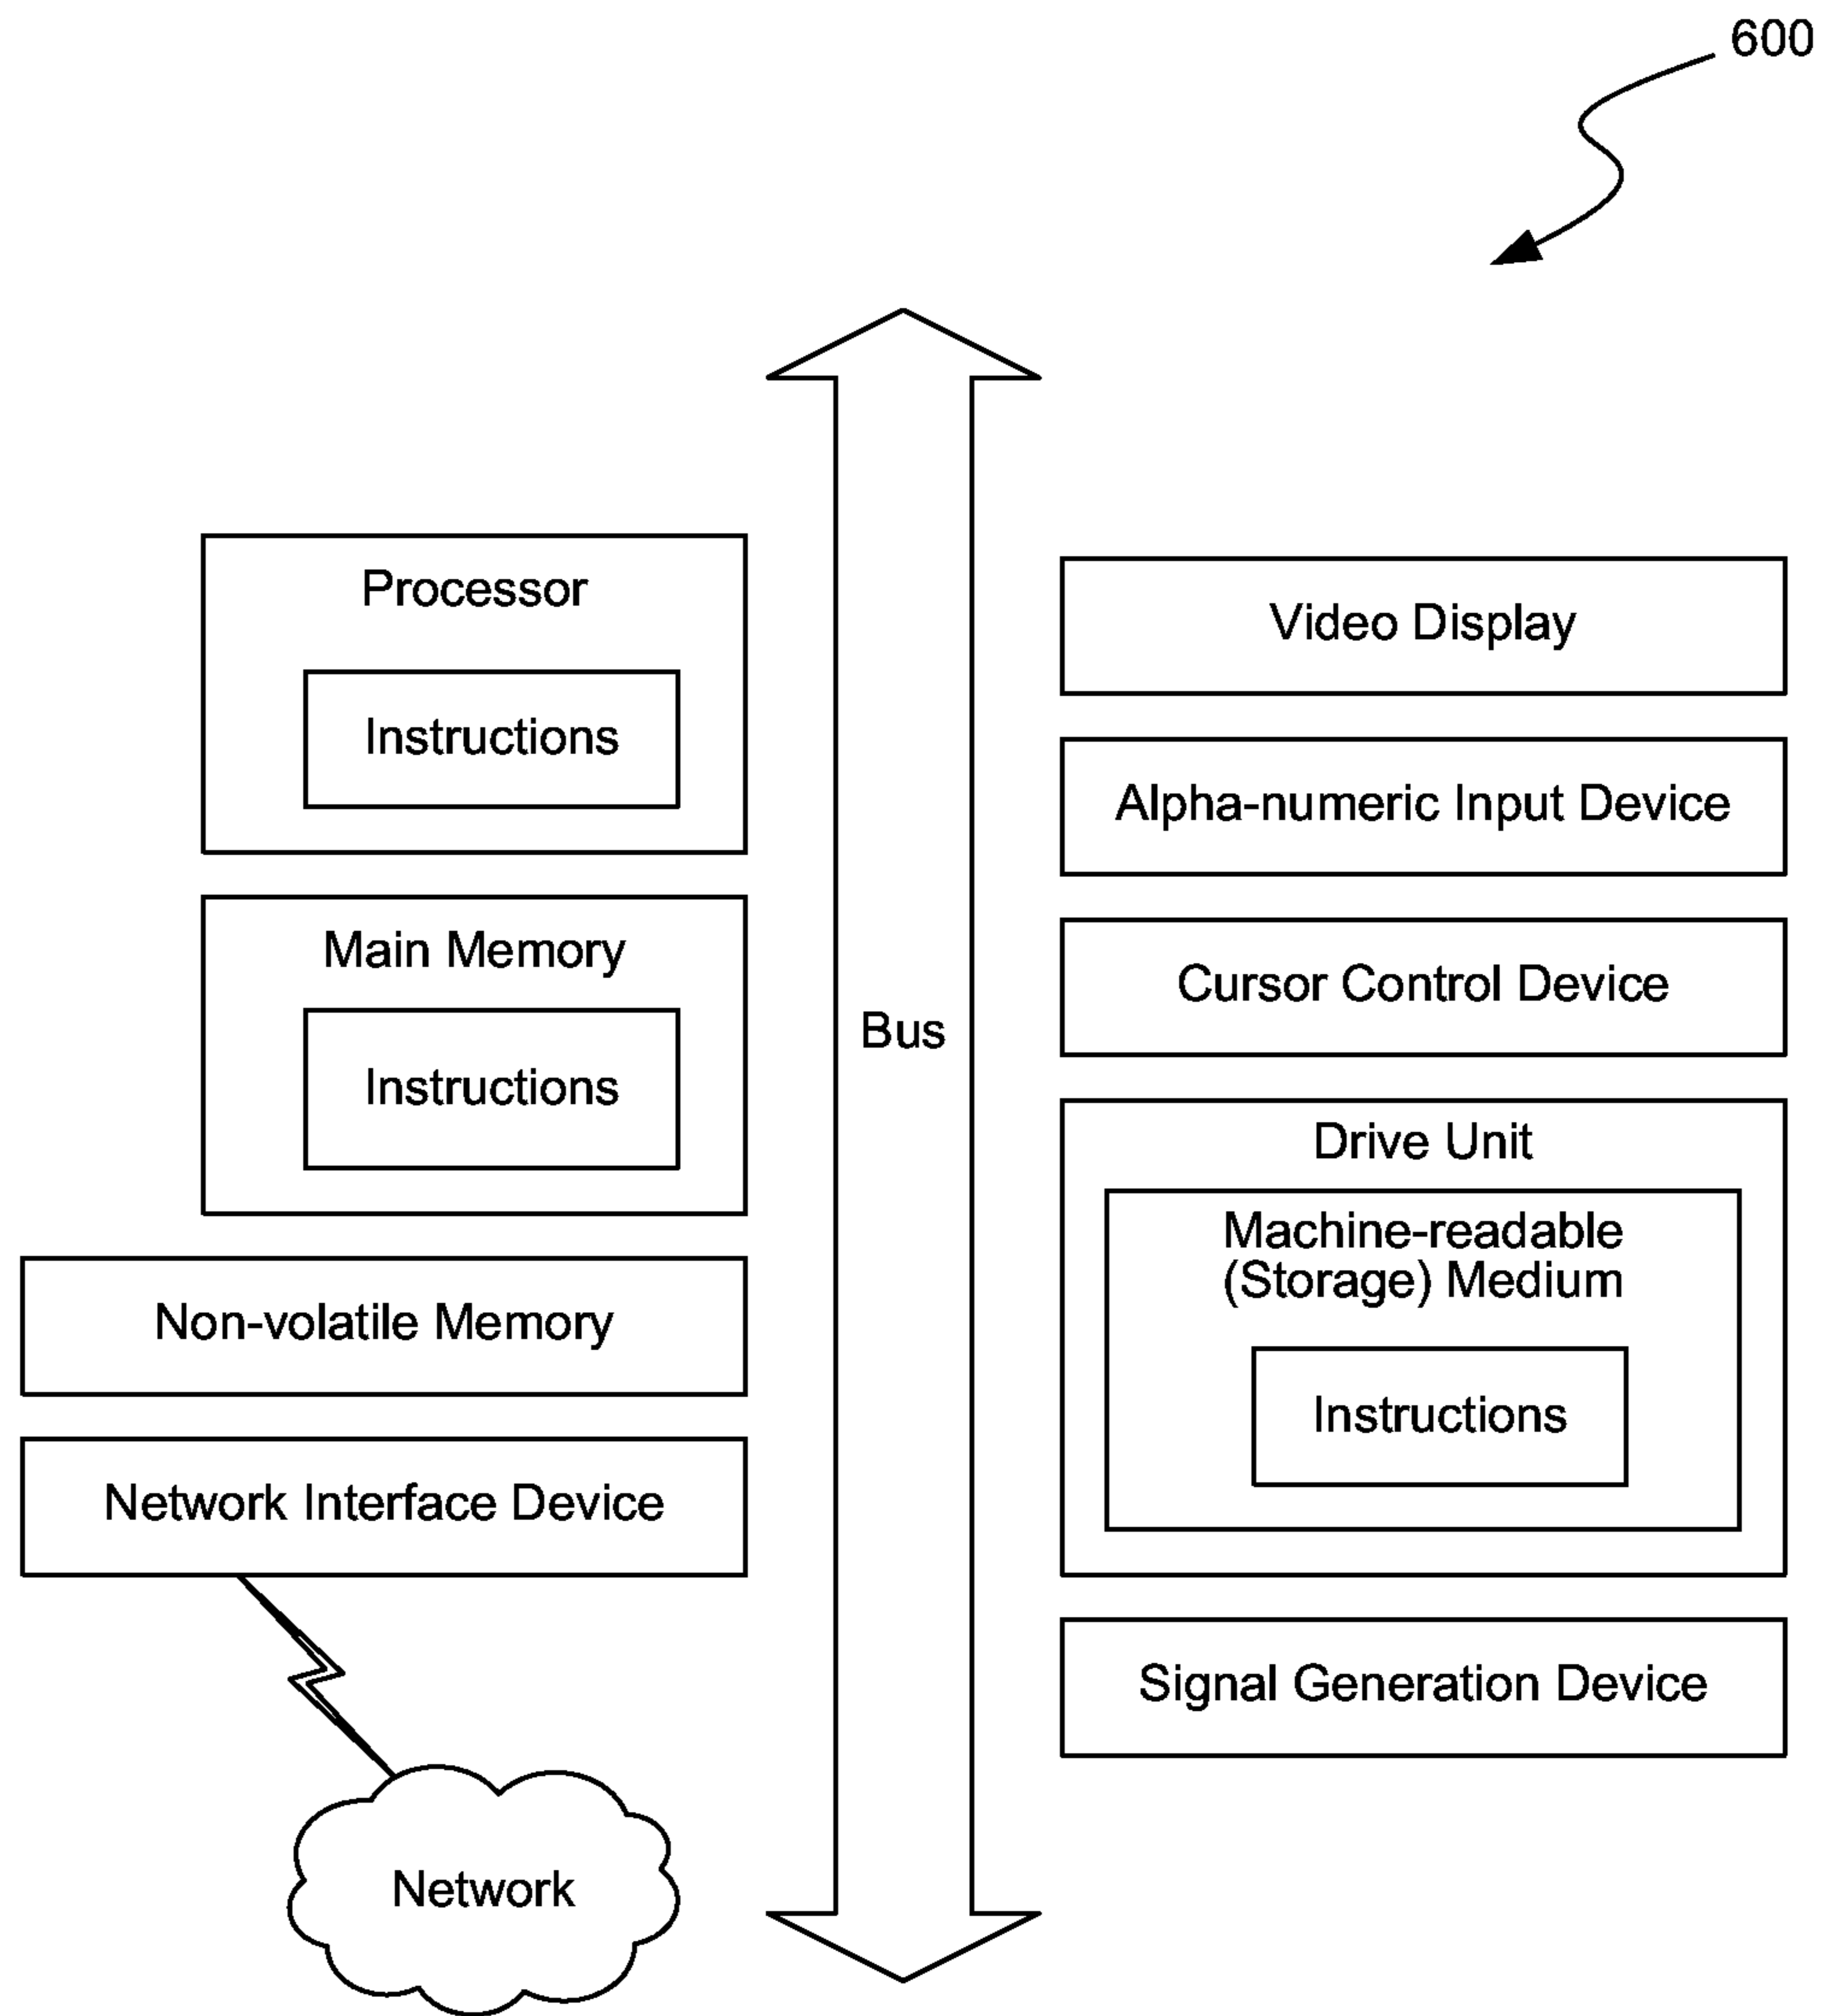 600
Processor
Instructions
Main Memory
Instructions
Non-volatile Memory
Network Interface Device
Network
Bus
Video Display
Alpha-numeric Input Device
Cursor Control Device
Drive Unit
Machine-readable
(Storage) Medium
Instructions
Signal Generation Device